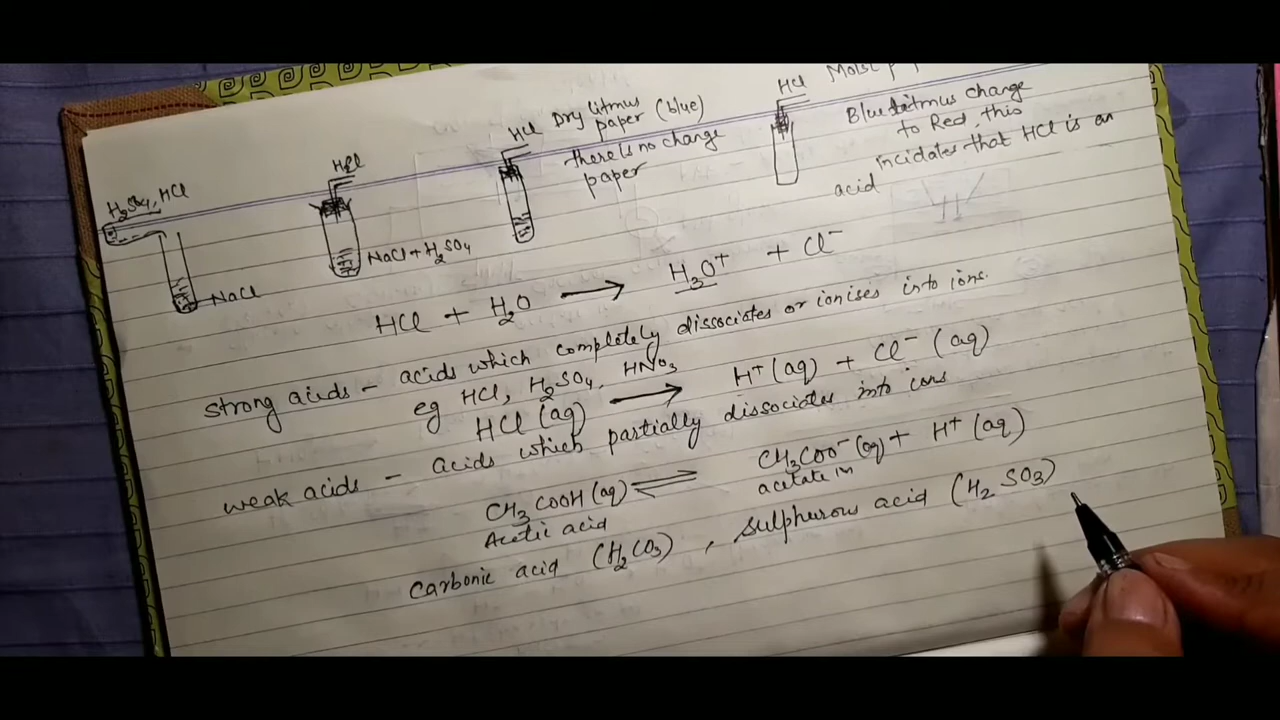 HCl Moist
HCl Dry litmus paper (blue)
there is no change paper
Blue litmus change
to Red, this
incidates that HCl is an
acid
HCl
H2SO4, HCl
NaCl + H2SO4
NaCl
HCl + H2O → H3O+ + Cl-
strong acids - acids which completely dissociates or ionises into ions.
eg HCl, H2SO4, HNO3
HCl (aq) → H+ (aq) + Cl- (aq)
weak acids - acids which partially dissociates into ions
CH3COOH (aq) ⇌ CH3COO- (aq) + H+ (aq)
Acetic acid acetate in
Carbonic acid (H2CO3) , sulphurous acid (H2SO3)